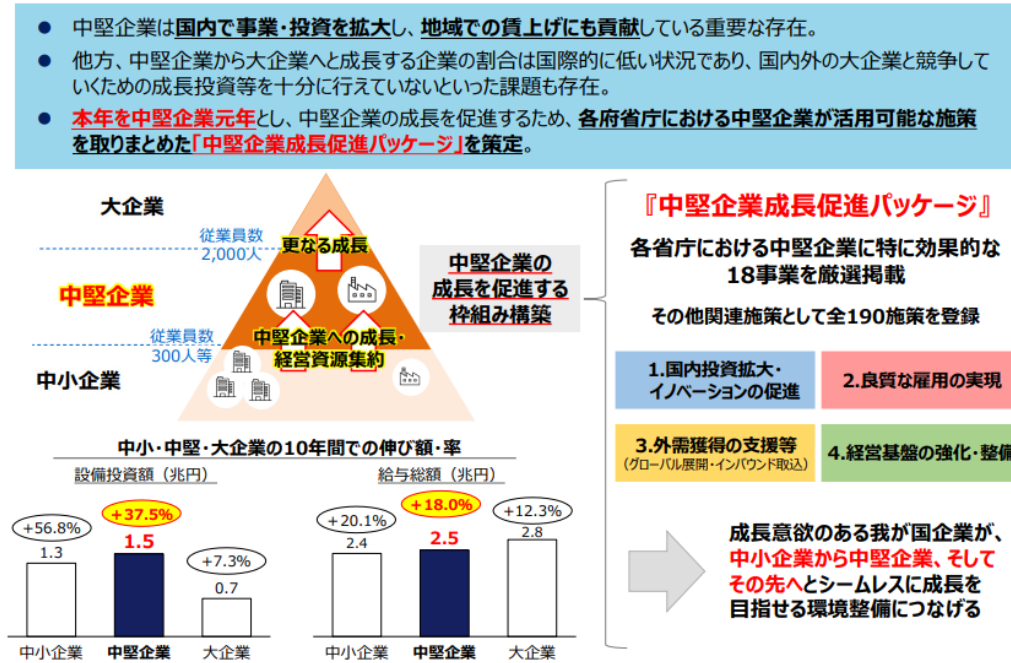 ● 中堅企業は国内で事業・投資を拡大し、地域での賃上げにも貢献している重要な存在。
● 他方、中堅企業から大企業へと成長する企業の割合は国際的に低い状況であり、国内外の大企業と競争して
いくための成長投資等を十分に行えていないといった課題も存在。
● 本年を中堅企業元年とし、中堅企業の成長を促進するため、各府省庁における中堅企業が活用可能な施策
を取りまとめた「中堅企業成長促進パッケージ」を策定。
大企業
従業員数
2,000人
更なる成長
中堅企業
中堅企業への成長・
経営資源集約
従業員数
300人等
中小企業
中堅企業の
成長を促進する
枠組み構築
『中堅企業成長促進パッケージ』
各省庁における中堅企業に特に効果的な
18事業を厳選掲載
その他関連施策として全190施策を登録
1.国内投資拡大・
イノベーションの促進
2.良質な雇用の実現
3.外需獲得の支援等
(グローバル展開・インバウンド取込)
4.経営基盤の強化・整備
中小・中堅・大企業の10年間での伸び額・率
設備投資額（兆円）
+56.8%
1.3
+37.5%
1.5
+7.3%
0.7
中小企業 中堅企業 大企業
給与総額（兆円）
+20.1%
2.4
+18.0%
2.5
+12.3%
2.8
中小企業 中堅企業 大企業
成長意欲のある我が国企業が、
中小企業から中堅企業、そして
その先へとシームレスに成長を
目指せる環境整備につなげる